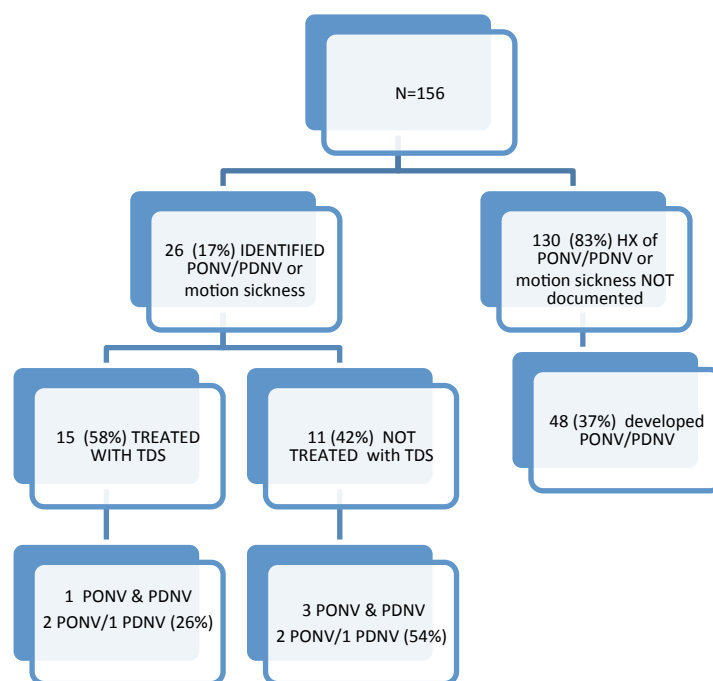 N=156
26 (17%) IDENTIFIED
PONV/PDNV or
motion sickness
130 (83%) HX of
PONV/PDNV or
motion sickness NOT
documented
15 (58%) TREATED
WITH TDS
11 (42%) NOT
TREATED with TDS
48 (37%) developed
PONV/PDNV
1 PONV & PDNV
2 PONV/1 PDNV (26%)
3 PONV & PDNV
2 PONV/1 PDNV (54%)